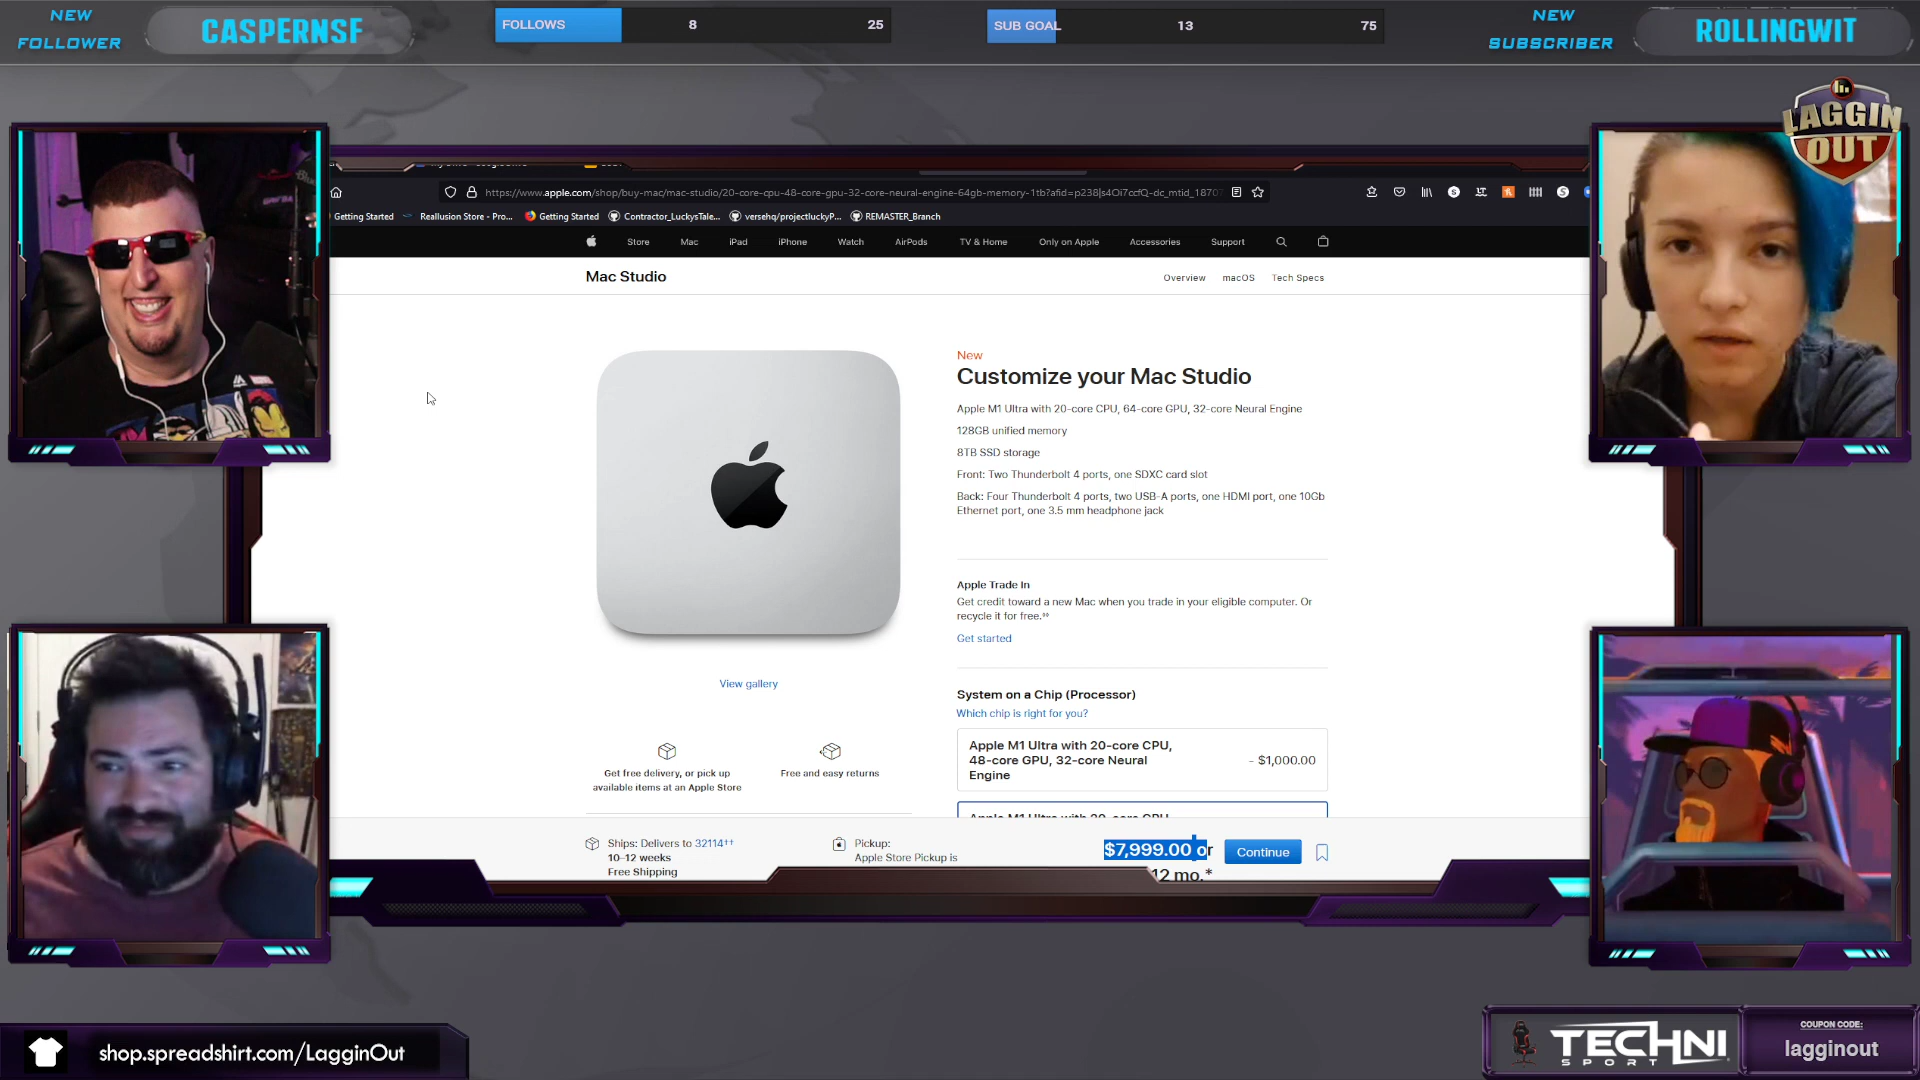 NEW
FOLLOWER
CASPERNSF
FOLLOWS 8 25
SUB GOAL 13 75
NEW
SUBSCRIBER
ROLLINGWIT
LAGGIN
OUT
https://www.apple.com/shop/buy-mac/mac-studio/20-core-cpu-48-core-gpu-32-core-neural-engine-64gb-memory-1tb?afid=p238|s4Oi7ccfQ-dc_mtid_1870
Getting Started
Reallusion Store - Pro...
Getting Started
Contractor_LuckysTale...
versehq/projectluckyP...
REMASTER_Branch
Store Mac iPad iPhone Watch AirPods TV & Home Only on Apple Accessories Support
Mac Studio
Overview macOS Tech Specs
New
Customize your Mac Studio
Apple M1 Ultra with 20-core CPU, 64-core GPU, 32-core Neural Engine
128GB unified memory
8TB SSD storage
Front: Two Thunderbolt 4 ports, one SDXC card slot
Back: Four Thunderbolt 4 ports, two USB-A ports, one HDMI port, one 10Gb
Ethernet port, one 3.5 mm headphone jack
Apple Trade In
Get credit toward a new Mac when you trade in your eligible computer. Or
recycle it for free.**
Get started
View gallery
System on a Chip (Processor)
Which chip is right for you?
Apple M1 Ultra with 20-core CPU,
48-core GPU, 32-core Neural
Engine
- $1,000.00
Apple M1 Ultra with 20-core CPU,
Get free delivery, or pick up
available items at an Apple Store
Free and easy returns
Ships: Delivers to 32114††
10–12 weeks
Free Shipping
Pickup:
Apple Store Pickup is
$7,999.00 or
12 mo.*
Continue
shop.spreadshirt.com/LagginOut
TECHNI
SPORT
COUPON CODE:
lagginout